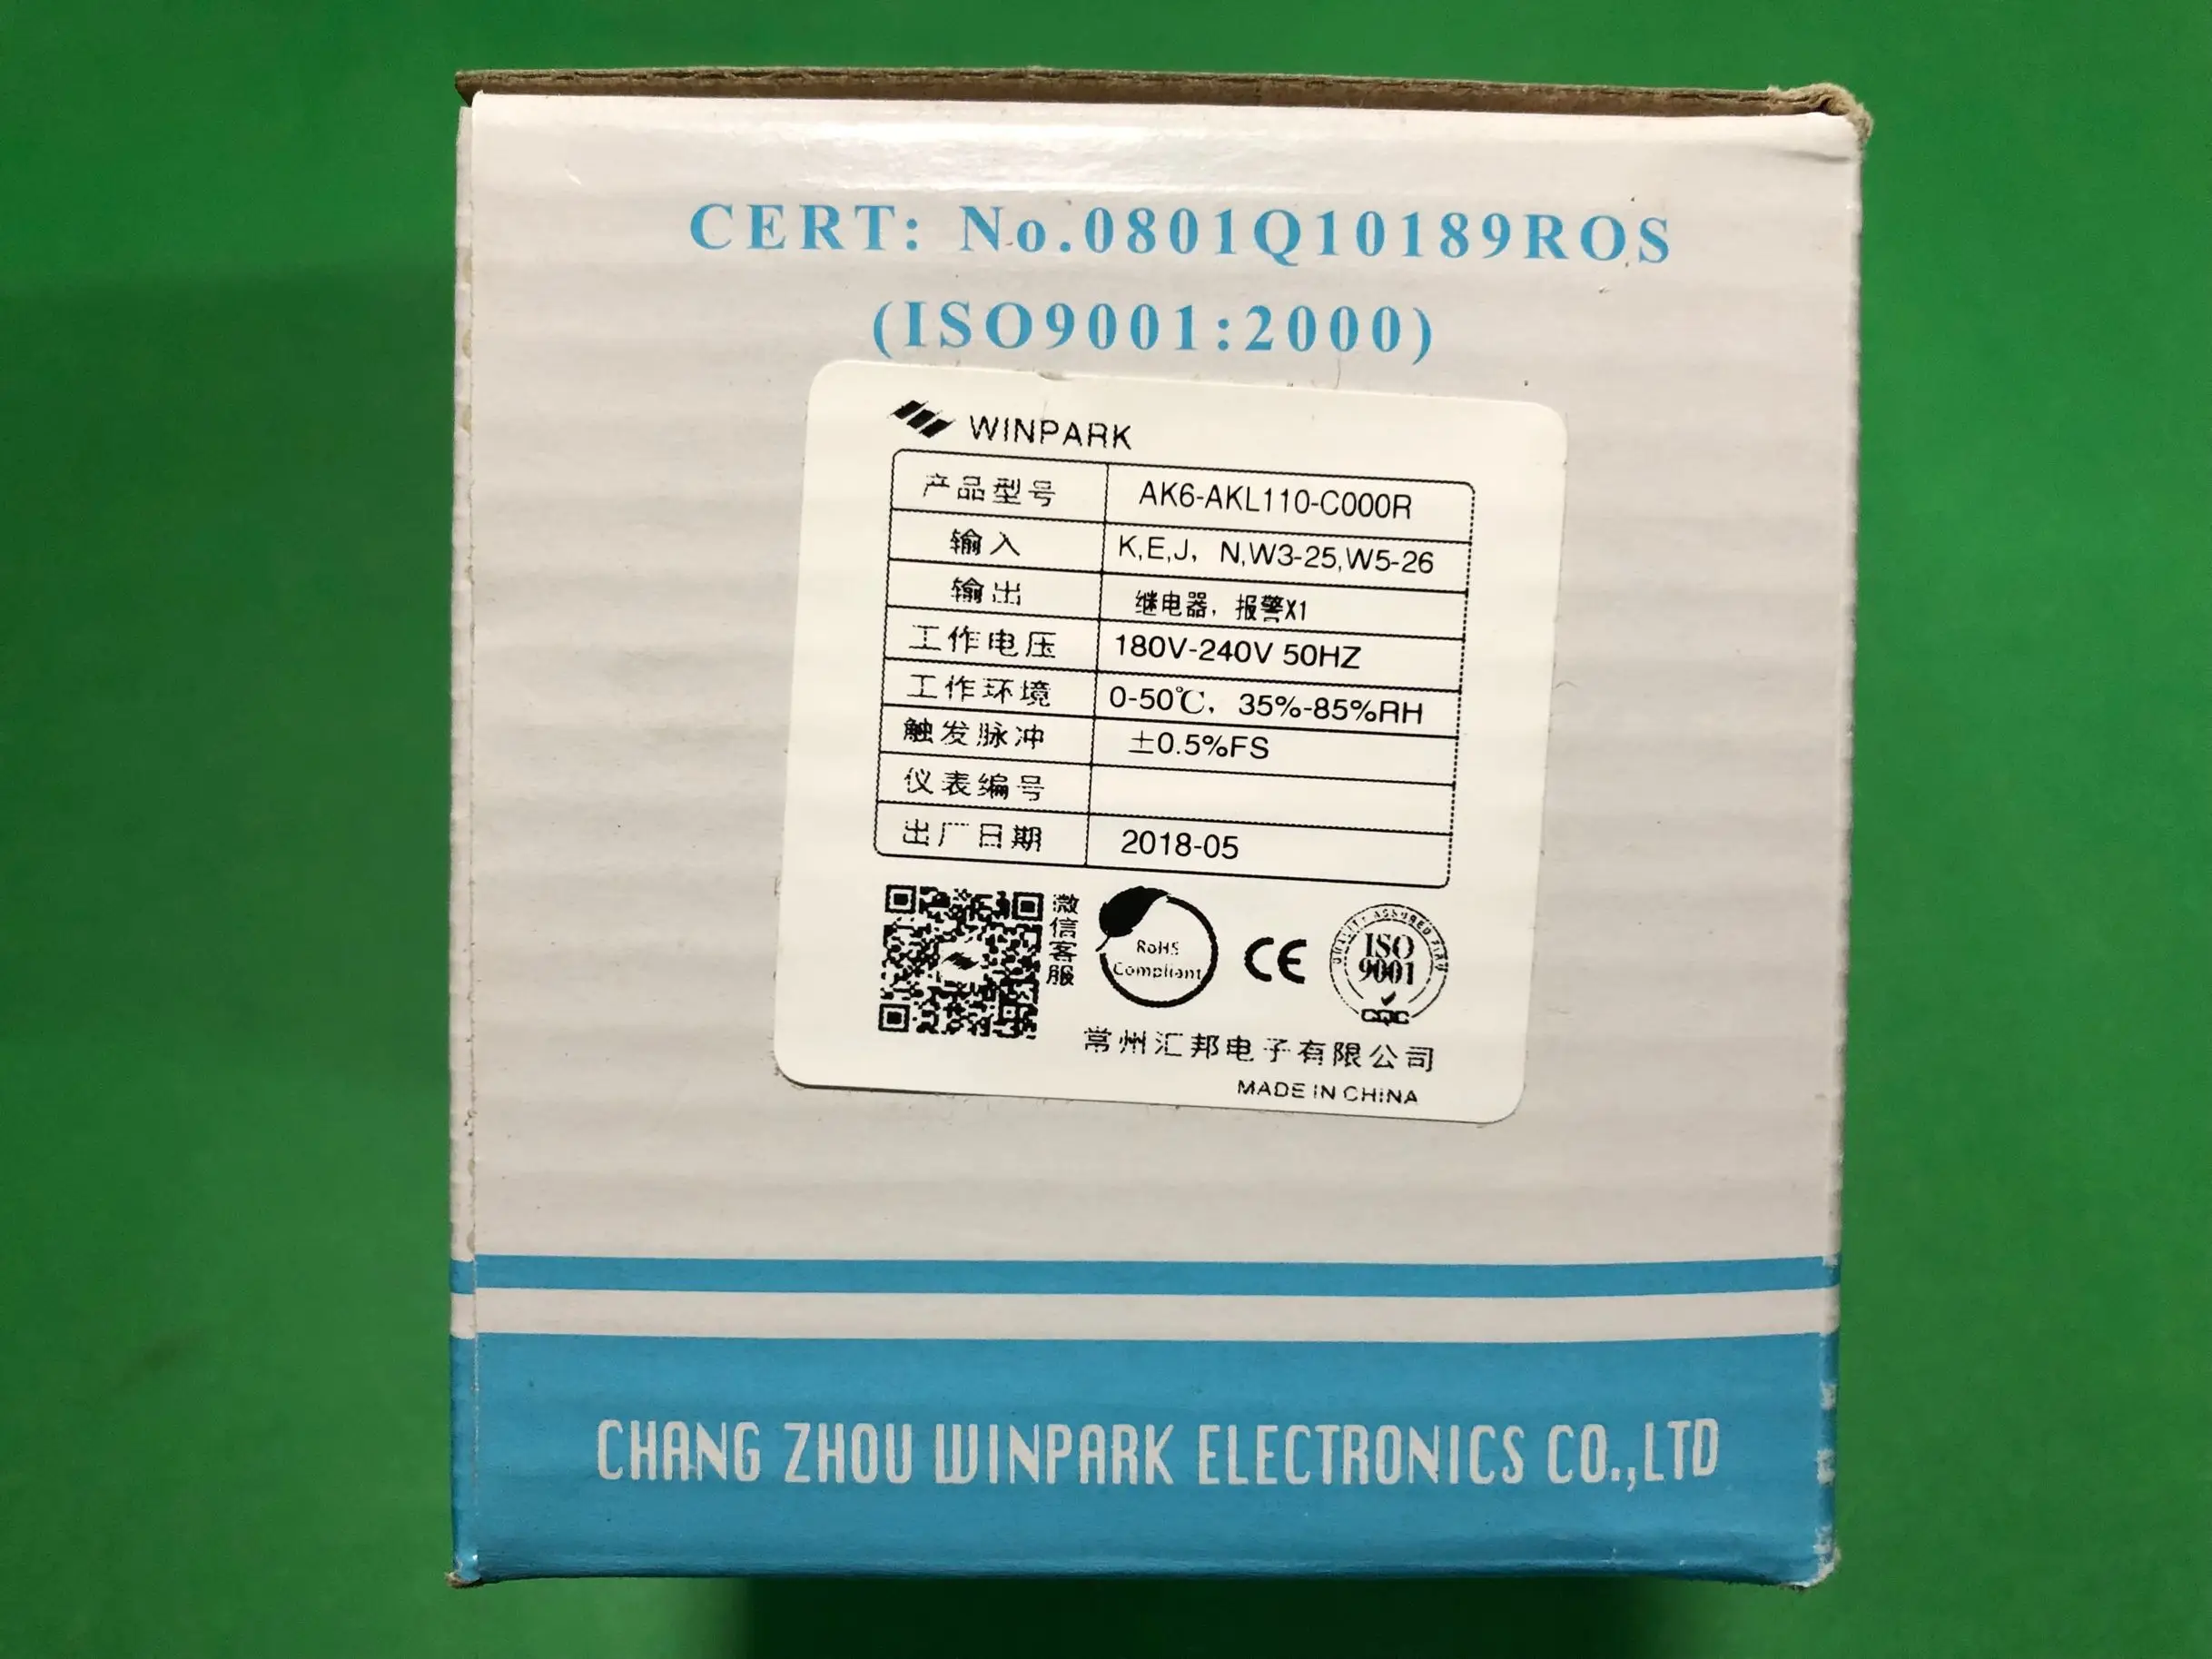 CERT: No.0801Q10189ROS
(ISO9001:2000)
WINPARK
产品型号 AK6-AKL110-C000R
输入 K,E,J, N,W3-25,W5-26
输出 继电器，报警X1
工作电压 180V-240V 50HZ
工作环境 0-50℃, 35%-85%RH
触发脉冲 ±0.5%FS
仪表编号
出厂日期 2018-05
微信客服
RoHS
Compliant
CE
QUALITY ASSURED FIRM
ISO
9001
CQC
常州汇邦电子有限公司
MADE IN CHINA
CHANG ZHOU WINPARK ELECTRONICS CO.,LTD